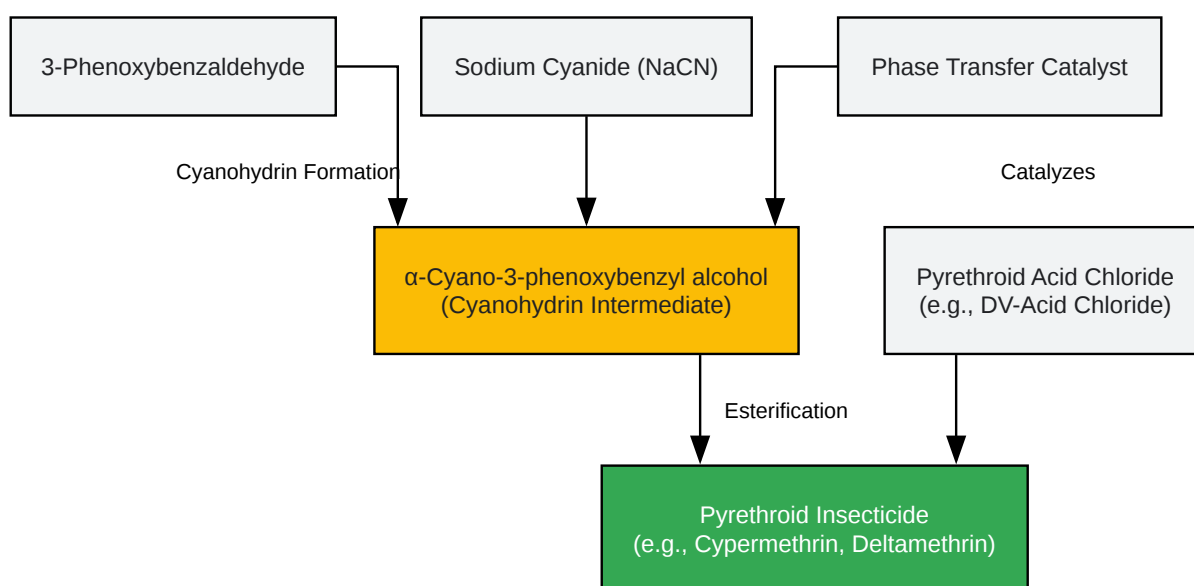 3-Phenoxybenzaldehyde
Sodium Cyanide (NaCN)
Phase Transfer Catalyst
Cyanohydrin Formation
Catalyzes
α-Cyano-3-phenoxybenzyl alcohol
(Cyanohydrin Intermediate)
Pyrethroid Acid Chloride
(e.g., DV-Acid Chloride)
Esterification
Pyrethroid Insecticide
(e.g., Cypermethrin, Deltamethrin)